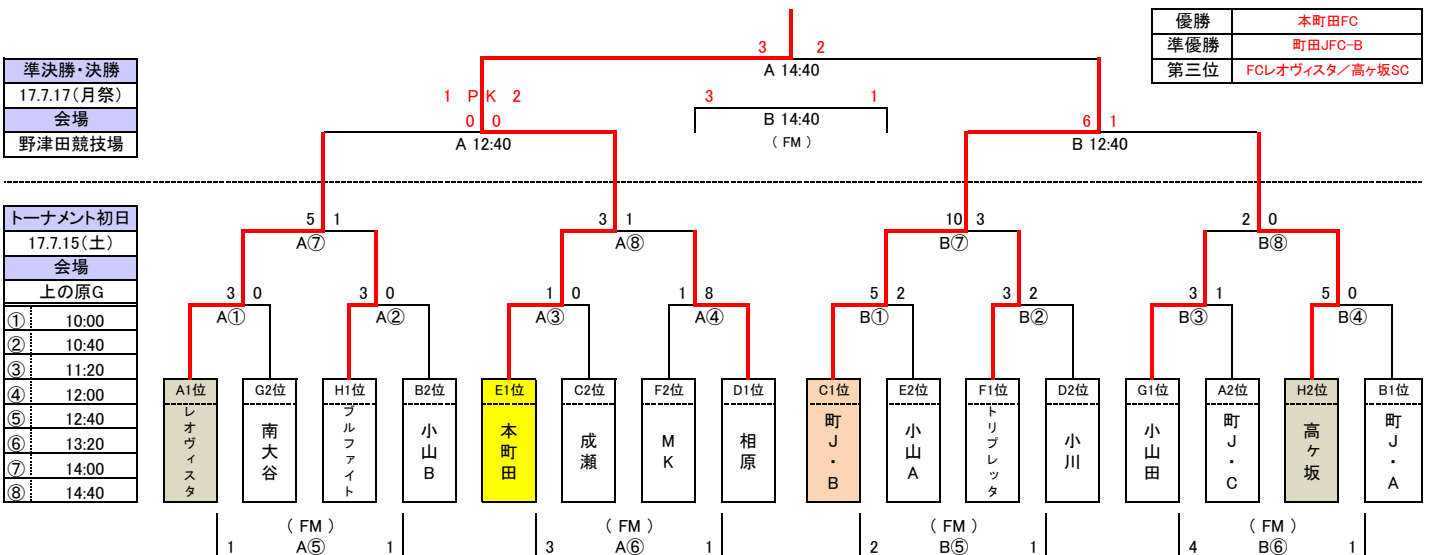 優勝 本町田FC
準優勝 町田JFC-B
第三位 FCレオヴィスタ／高ヶ坂SC
3 2
A 14:40
準決勝・決勝
17.7.17(月祭)
会場
野津田競技場
1 PK 2
0 0
A 12:40
3 1
B 14:40
( FM )
6 1
B 12:40
トーナメント初日
17.7.15(土)
会場
上の原G
① 10:00
② 10:40
③ 11:20
④ 12:00
⑤ 12:40
⑥ 13:20
⑦ 14:00
⑧ 14:40
5 1
A⑦
3 1
A⑧
10 3
B⑦
2 0
B⑧
3 0
A①
3 0
A②
1 0
A③
1 8
A④
5 2
B①
3 2
B②
3 1
B③
5 0
B④
A1位
レオヴィスタ
G2位
南大谷
H1位
ブルファイト
B2位
小山B
E1位
本町田
C2位
成瀬
F2位
MK
D1位
相原
C1位
町J・B
E2位
小山A
F1位
トリプレッタ
D2位
小川
G1位
小山田
A2位
町J・C
H2位
高ヶ坂
B1位
町J・A
( FM )
1 A⑤ 1
( FM )
3 A⑥ 1
( FM )
2 B⑤ 1
( FM )
4 B⑥ 1